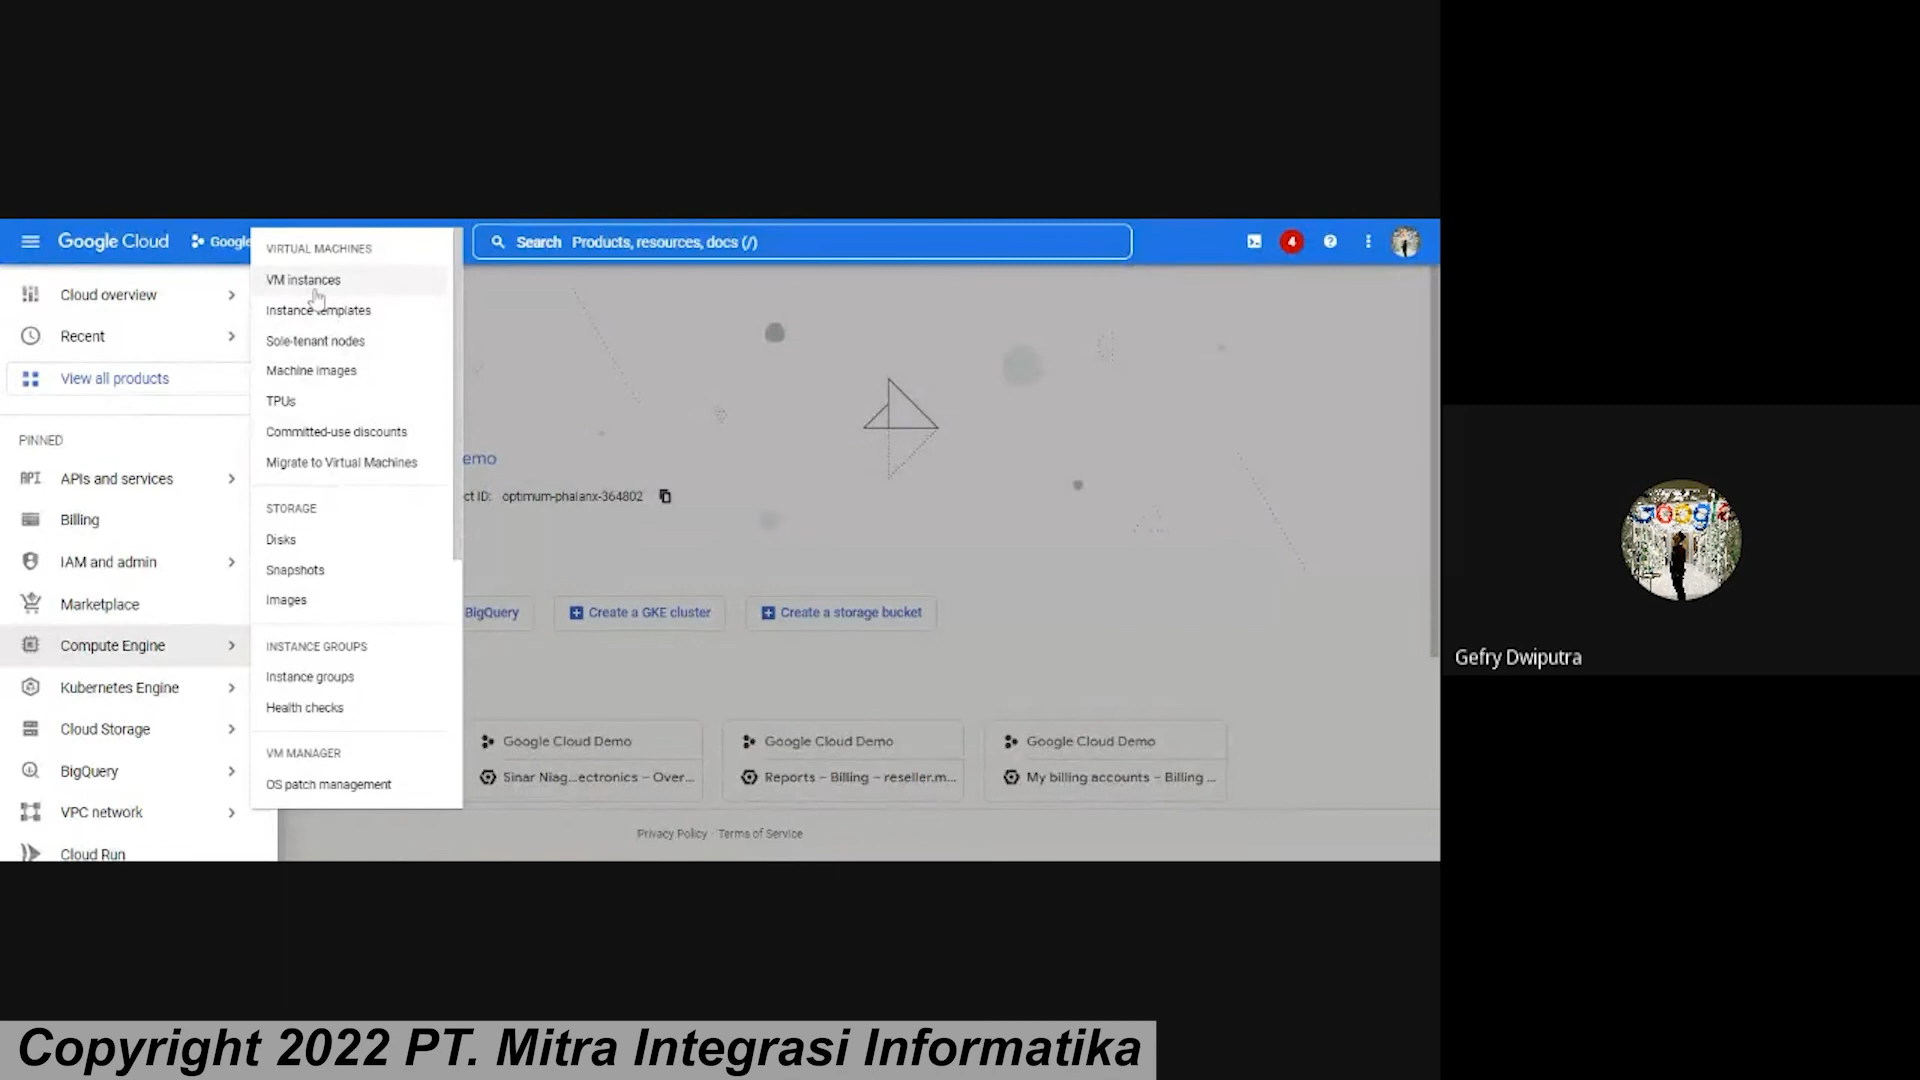 Google Cloud
Google
Search Products, resources, docs (/)
4
Cloud overview
Recent
View all products
PINNED
API APIs and services
Billing
IAM and admin
Marketplace
Compute Engine
Kubernetes Engine
Cloud Storage
BigQuery
VPC network
Cloud Run
VIRTUAL MACHINES
VM instances
Instance templates
Sole-tenant nodes
Machine images
TPUs
Committed-use discounts
Migrate to Virtual Machines
STORAGE
Disks
Snapshots
Images
INSTANCE GROUPS
Instance groups
Health checks
VM MANAGER
OS patch management
emo
ct ID: optimum-phalanx-364802
BigQuery
Create a GKE cluster
Create a storage bucket
Google Cloud Demo
Sinar Niag...ectronics – Over...
Google Cloud Demo
Reports – Billing – reseller.m...
Google Cloud Demo
My billing accounts – Billing ...
Privacy Policy · Terms of Service
Google
Gefry Dwiputra
Copyright 2022 PT. Mitra Integrasi Informatika